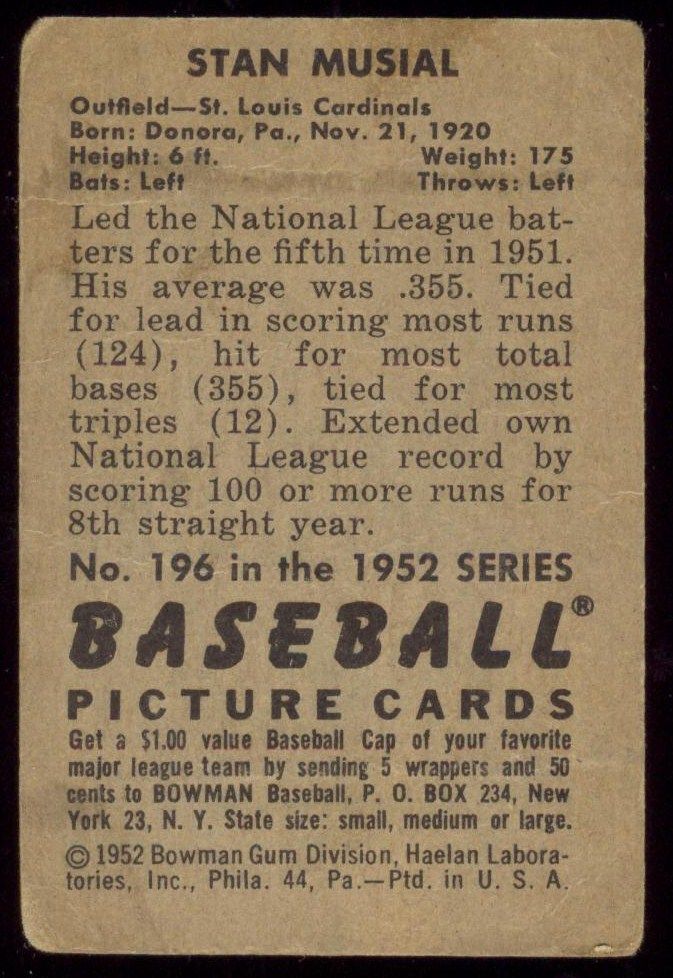 STAN MUSIAL
Outfield—St. Louis Cardinals
Born: Donora, Pa., Nov. 21, 1920
Height: 6 ft. Weight: 175
Bats: Left Throws: Left
Led the National League bat-
ters for the fifth time in 1951.
His average was .355. Tied
for lead in scoring most runs
(124), hit for most total
bases (355), tied for most
triples (12). Extended own
National League record by
scoring 100 or more runs for
8th straight year.
No. 196 in the 1952 SERIES
BASEBALL®
PICTURE CARDS
Get a $1.00 value Baseball Cap of your favorite
major league team by sending 5 wrappers and 50
cents to BOWMAN Baseball, P. O. BOX 234, New
York 23, N. Y. State size: small, medium or large.
© 1952 Bowman Gum Division, Haelan Labora-
tories, Inc., Phila. 44, Pa.—Ptd. in U. S. A.